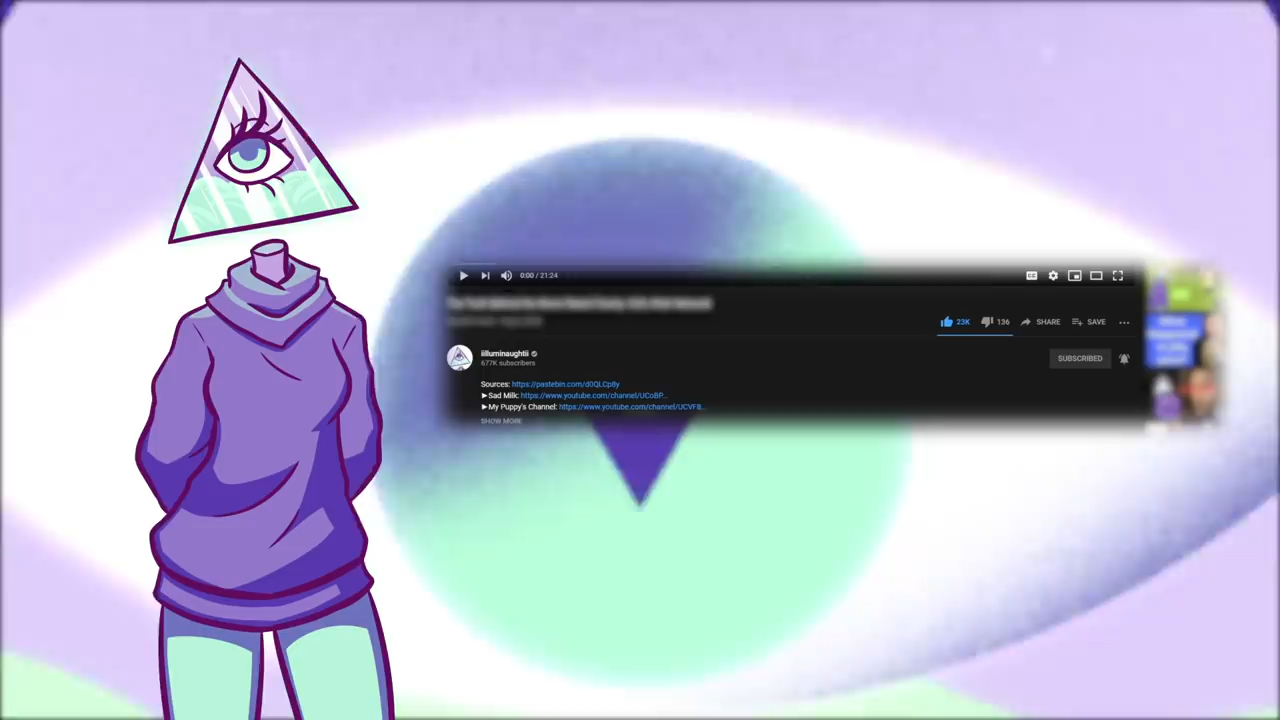 0:00 / 21:24
23K 136 SHARE SAVE
iilluminaughtii
677K subscribers
SUBSCRIBED
Sources: https://pastebin.com/d0QLCp8y
►Sad Milk: https://www.youtube.com/channel/UCoBP...
►My Puppy's Channel: https://www.youtube.com/channel/UCVF8...
SHOW MORE